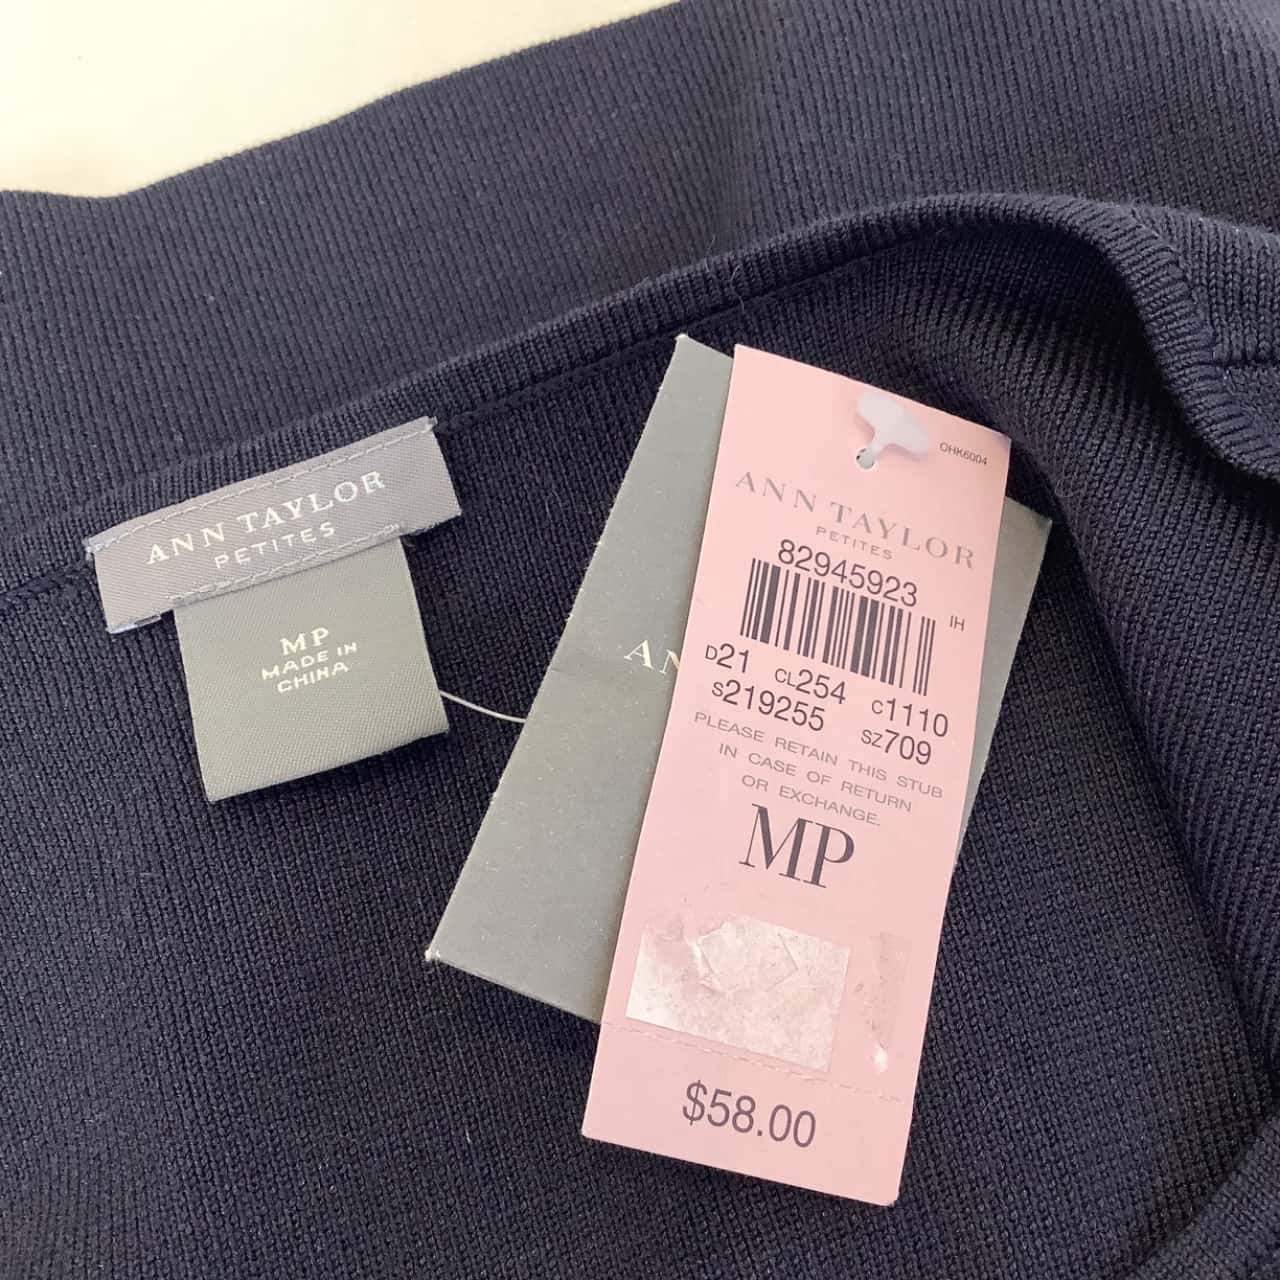 ANN TAYLOR
PETITES
MP
MADE IN
CHINA
OHK6004
ANN TAYLOR
PETITES
82945923
IH
D21 CL254 C1110
S219255 SZ709
PLEASE RETAIN THIS STUB
IN CASE OF RETURN
OR EXCHANGE.
MP
$58.00
AN